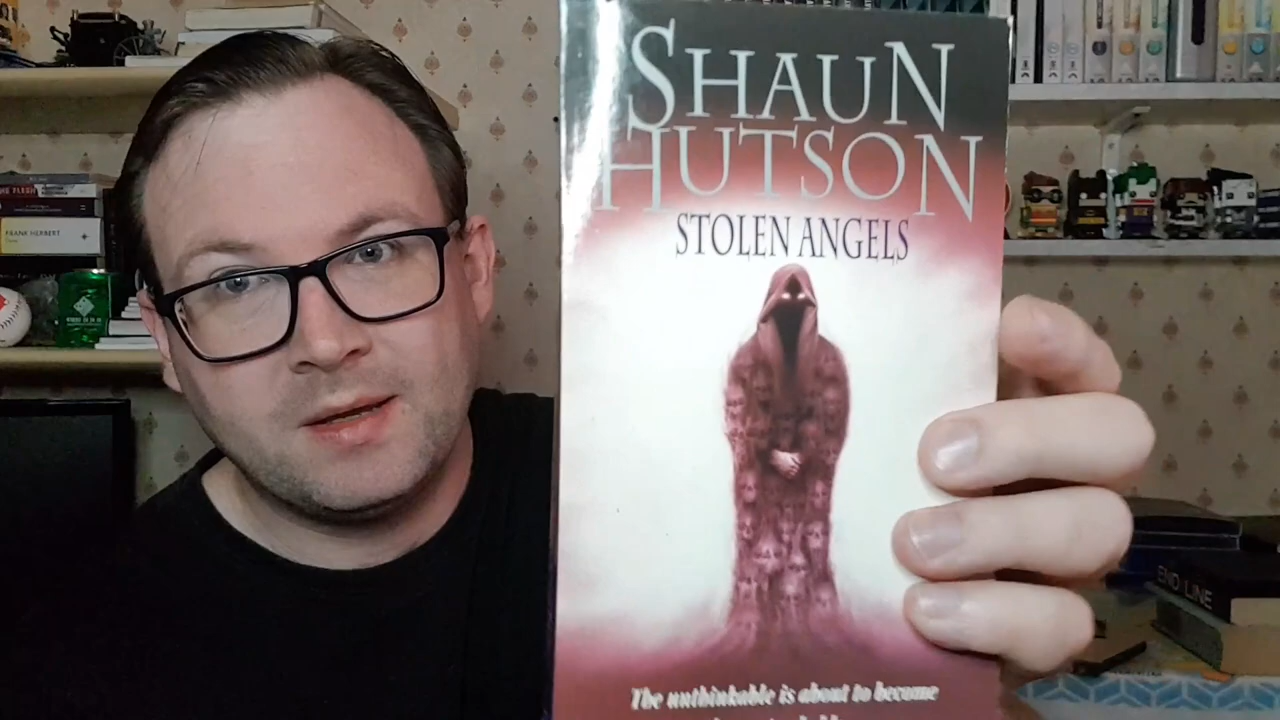 SHAUN
HUTSON
STOLEN ANGELS
The unthinkable is about to become
FRANK HERBERT
END LINE